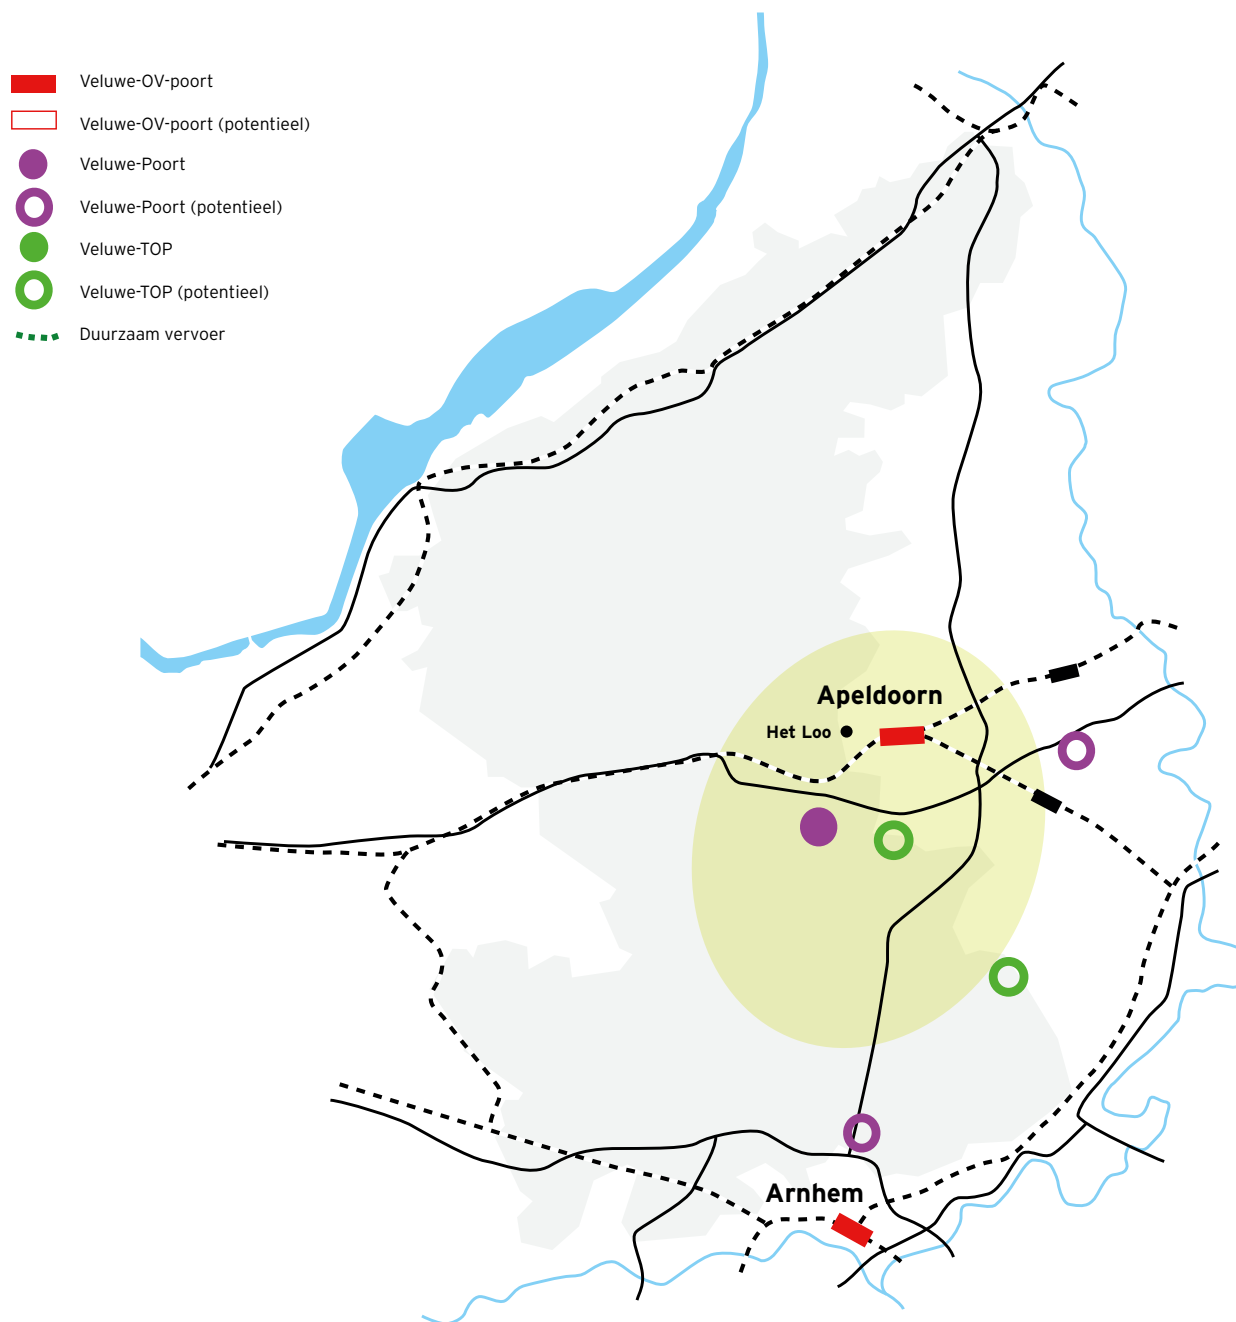 Veluwe-OV-poort
Veluwe-OV-poort (potentieel)
Veluwe-Poort
Veluwe-Poort (potentieel)
Veluwe-TOP
Veluwe-TOP (potentieel)
Duurzaam vervoer
Apeldoorn
Het Loo
Arnhem